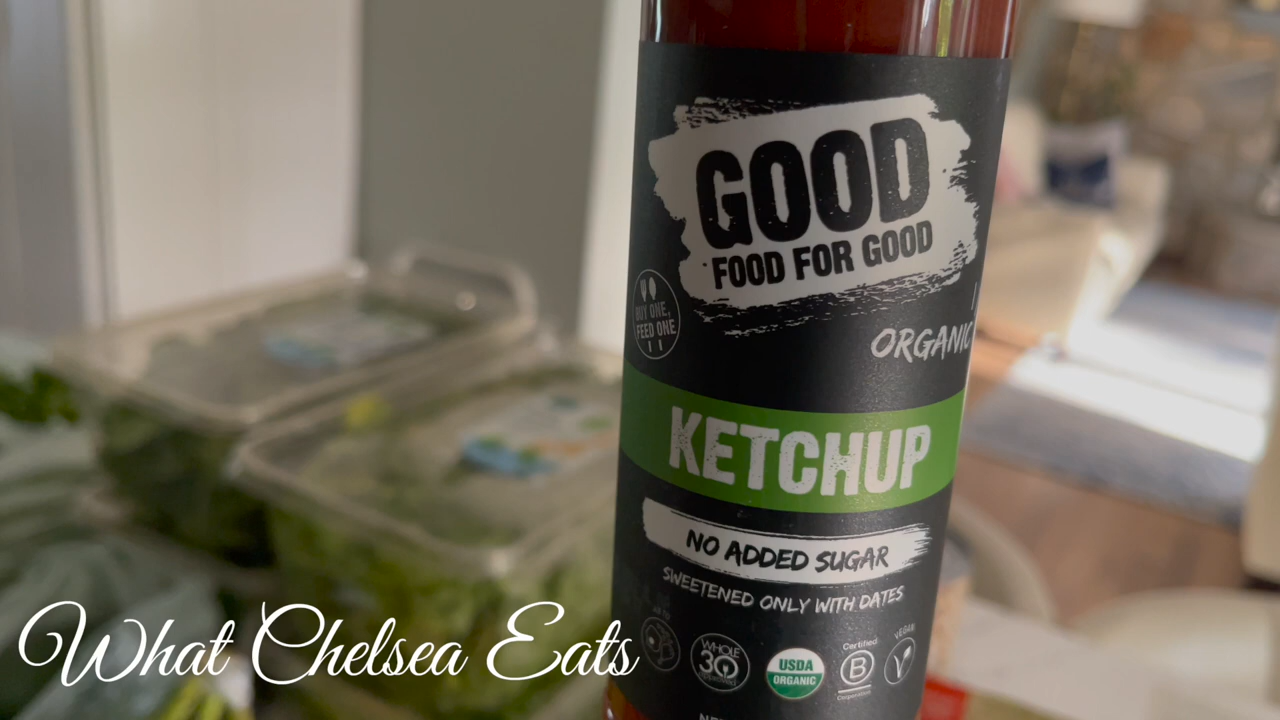 GOOD
FOOD FOR GOOD
BUY ONE,
FEED ONE
ORGANIC
KETCHUP
NO ADDED SUGAR
SWEETENED ONLY WITH DATES
WHOLE
30
USDA
ORGANIC
Certified
B
Corporation
VEGAN
What Chelsea Eats